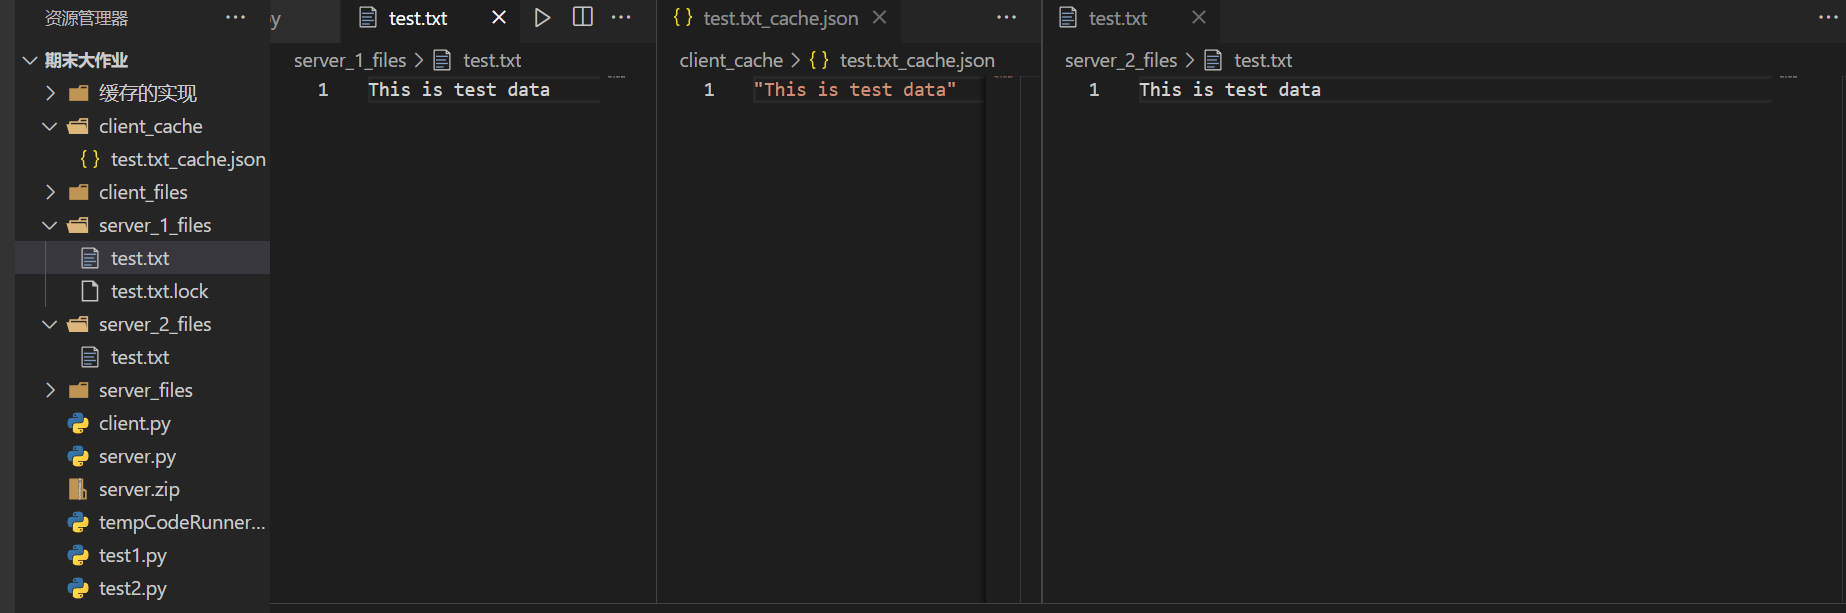 资源管理器
期末大作业
缓存的实现
client_cache
test.txt_cache.json
client_files
server_1_files
test.txt
test.txt.lock
server_2_files
test.txt
server_files
client.py
server.py
server.zip
tempCodeRunner...
test1.py
test2.py
y
test.txt
server_1_files > test.txt
1 This is test data
test.txt_cache.json
client_cache > {} test.txt_cache.json
1 "This is test data"
test.txt
server_2_files > test.txt
1 This is test data